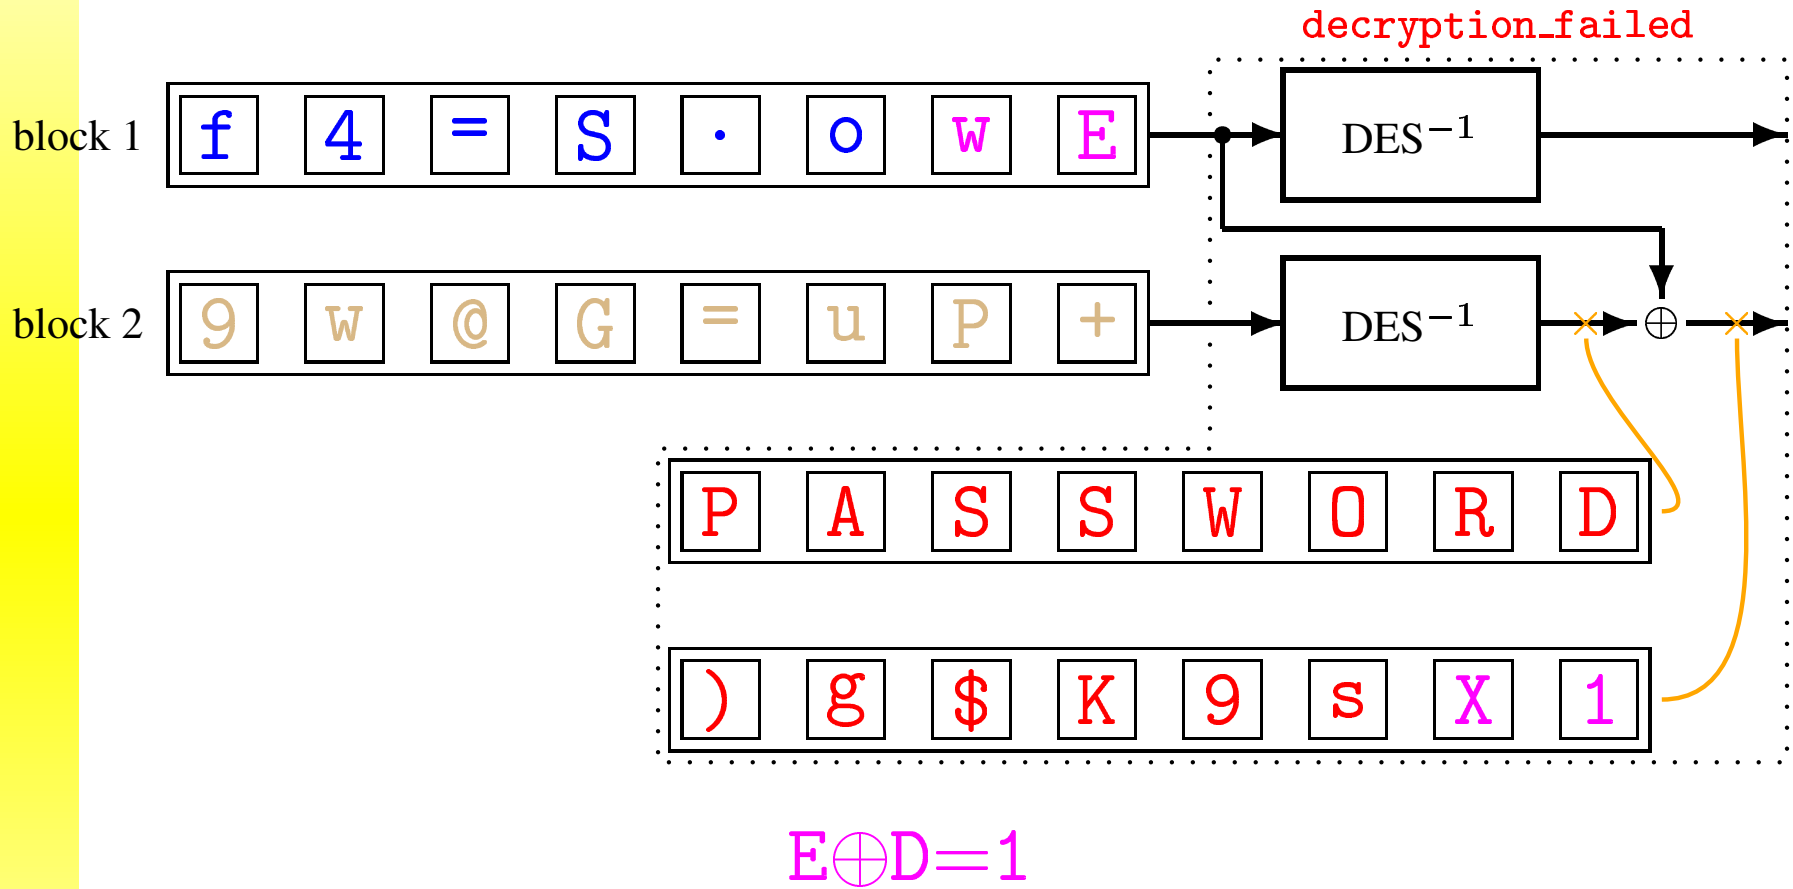 decryption_failed
block 1 f 4 = S · o w E DES⁻¹
block 2 9 w @ G = u P + DES⁻¹ ⊕
P A S S W O R D
) g $ K 9 s X 1
E⊕D=1